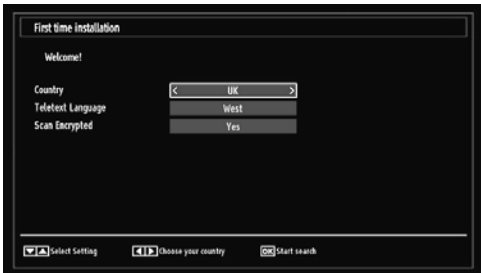 First time installation
Welcome!
Country < UK >
Teletext Language West
Scan Encrypted Yes
Select Setting Choose your country OK Start search